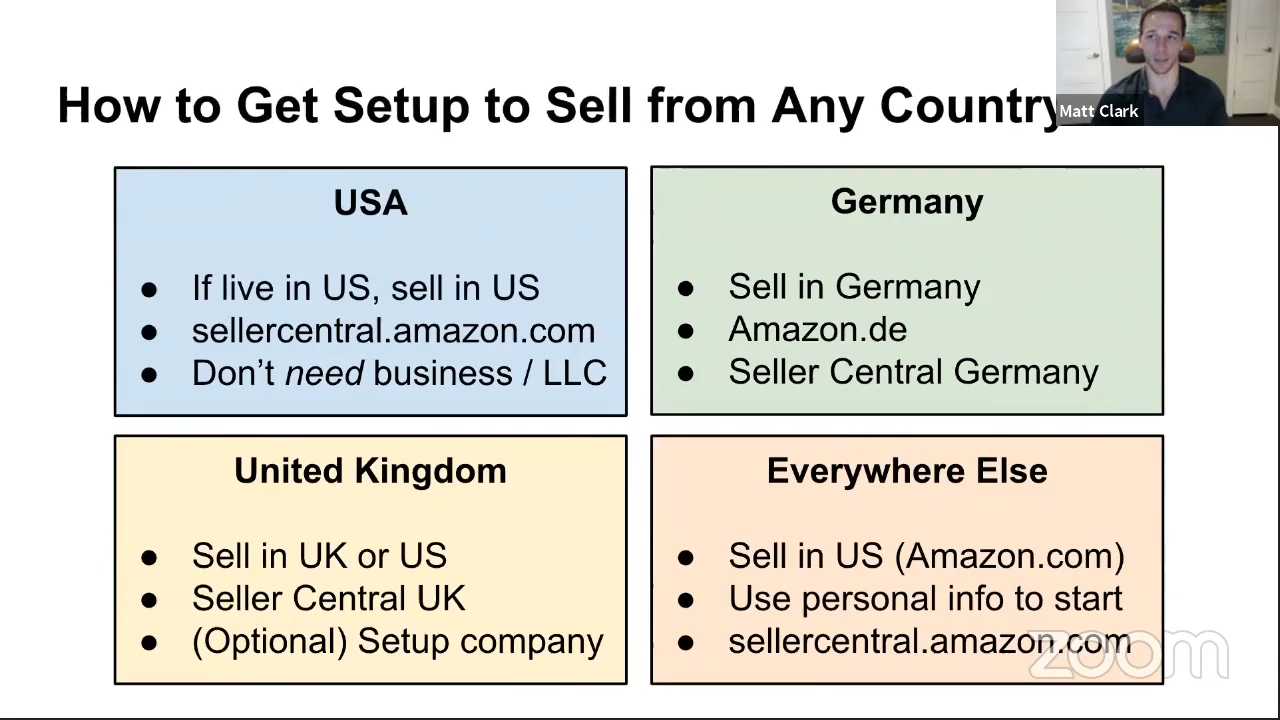 How to Get Setup to Sell from Any Country
Matt Clark
USA
● If live in US, sell in US
● sellercentral.amazon.com
● Don't need business / LLC
Germany
● Sell in Germany
● Amazon.de
● Seller Central Germany
United Kingdom
● Sell in UK or US
● Seller Central UK
● (Optional) Setup company
Everywhere Else
● Sell in US (Amazon.com)
● Use personal info to start
● sellercentral.amazon.com
zoom